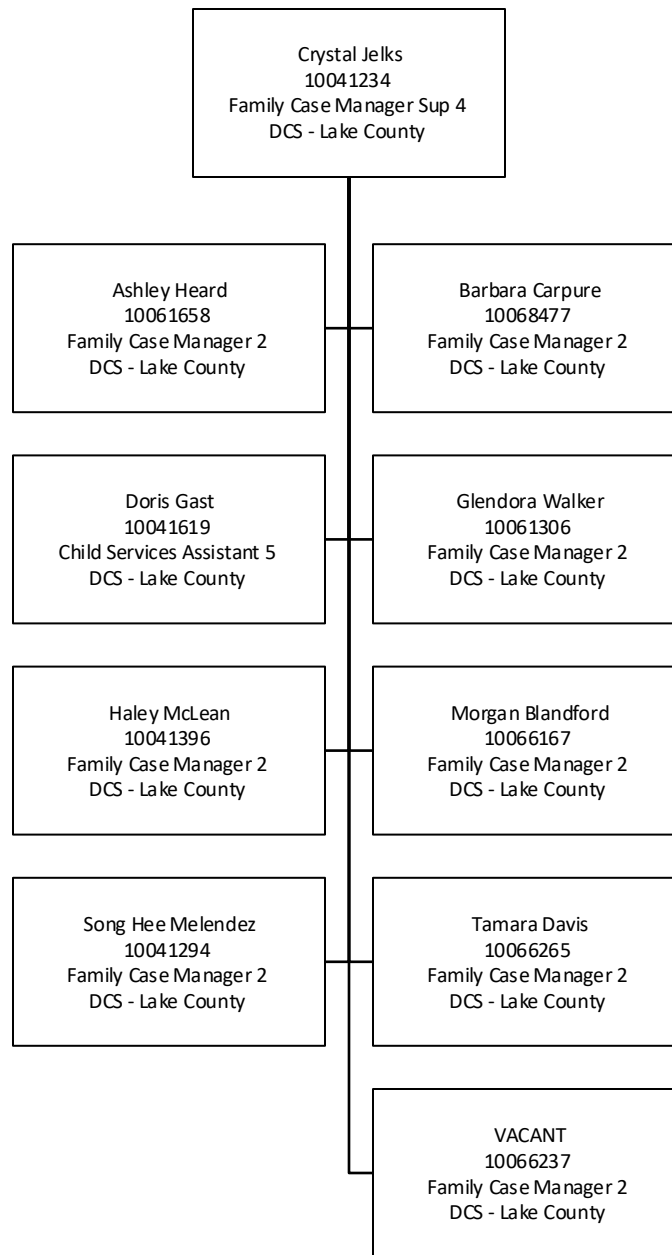 Crystal Jelks
10041234
Family Case Manager Sup 4
DCS - Lake County
Ashley Heard
10061658
Family Case Manager 2
DCS - Lake County
Barbara Carpure
10068477
Family Case Manager 2
DCS - Lake County
Doris Gast
10041619
Child Services Assistant 5
DCS - Lake County
Glendora Walker
10061306
Family Case Manager 2
DCS - Lake County
Haley McLean
10041396
Family Case Manager 2
DCS - Lake County
Morgan Blandford
10066167
Family Case Manager 2
DCS - Lake County
Song Hee Melendez
10041294
Family Case Manager 2
DCS - Lake County
Tamara Davis
10066265
Family Case Manager 2
DCS - Lake County
VACANT
10066237
Family Case Manager 2
DCS - Lake County